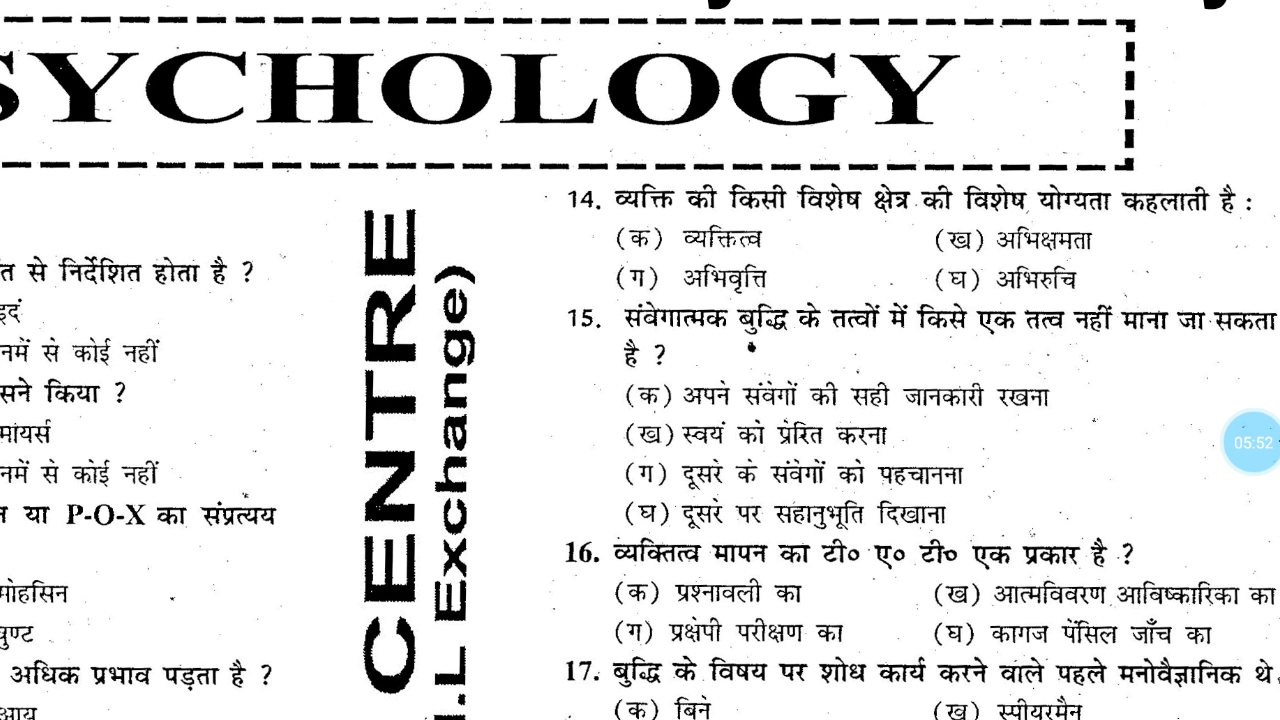 SYCHOLOGY
त से निर्देशित होता है ?
इदं
नमें से कोई नहीं
सने किया ?
मायर्स
नमें से कोई नहीं
न या P-O-X का संप्रत्यय
मोहसिन
वुण्ट
अधिक प्रभाव पड़ता है ?
आय
CENTRE
Exchange)
14. व्यक्ति की किसी विशेष क्षेत्र की विशेष योग्यता कहलाती है :
(क) व्यक्तित्व (ख) अभिक्षमता
(ग) अभिवृत्ति (घ) अभिरुचि
15. संवेगात्मक बुद्धि के तत्वों में किसे एक तत्व नहीं माना जा सकता
है ?
(क) अपने संवेगों की सही जानकारी रखना
(ख) स्वयं को प्रेरित करना
(ग) दूसरे के संवेगों को पहचानना
(घ) दूसरे पर सहानुभूति दिखाना
16. व्यक्तित्व मापन का टी० ए० टी० एक प्रकार है ?
(क) प्रश्नावली का (ख) आत्मविवरण आविष्कारिका का
(ग) प्रक्षेपी परीक्षण का (घ) कागज पेंसिल जाँच का
17. बुद्धि के विषय पर शोध कार्य करने वाले पहले मनोवैज्ञानिक थे
(क) बिने (ख) स्पीयरमैन
05:52